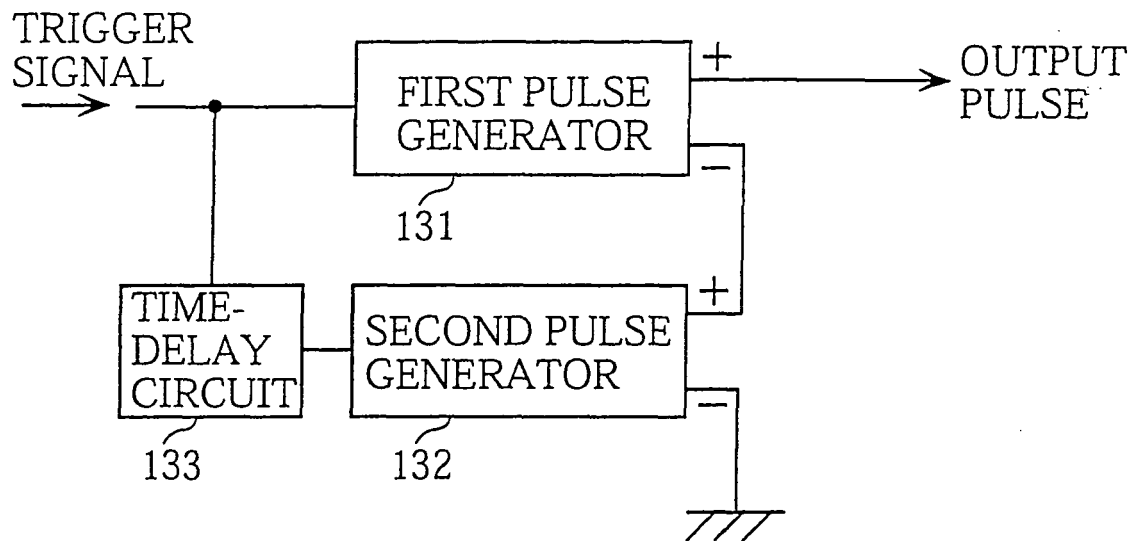 TRIGGER
SIGNAL
+
OUTPUT
PULSE
FIRST PULSE
GENERATOR
−
131
+
TIME-
DELAY
CIRCUIT
SECOND PULSE
GENERATOR
−
133
132